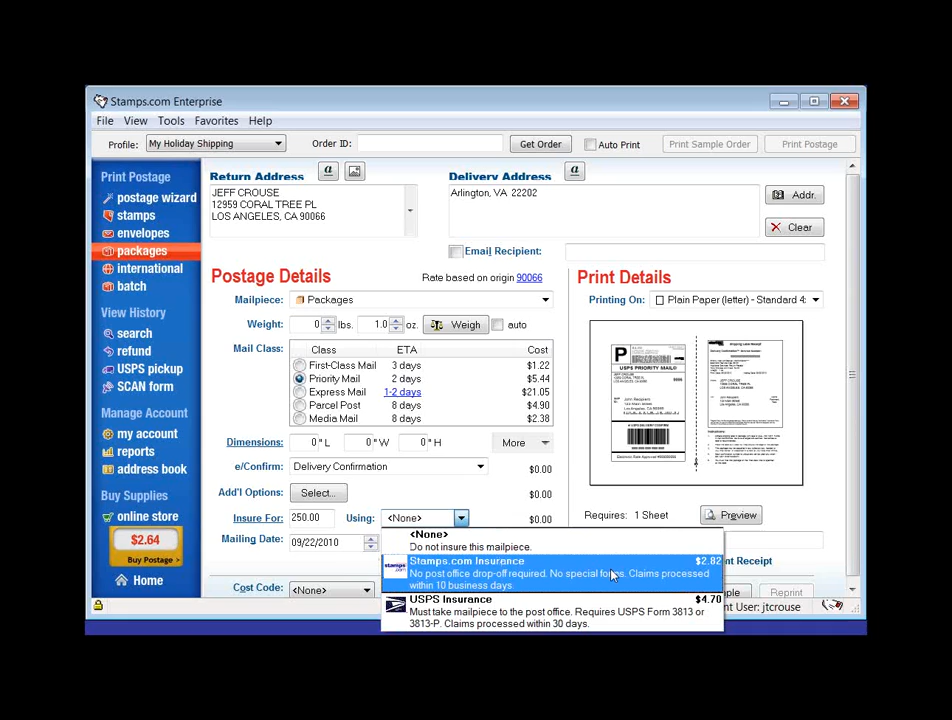 Stamps.com Enterprise
File View Tools Favorites Help
Profile: My Holiday Shipping Order ID: Get Order Auto Print Print Sample Order Print Postage
Print Postage
postage wizard
stamps
envelopes
packages
international
batch
View History
search
refund
USPS pickup
SCAN form
Manage Account
my account
reports
address book
Buy Supplies
online store
$2.64
Buy Postage
Home
Return Address a
JEFF CROUSE
12959 CORAL TREE PL
LOS ANGELES, CA 90066
Delivery Address a
Arlington, VA 22202
Addr.
Clear
Email Recipient:
Postage Details Rate based on origin 90066
Mailpiece: Packages
Weight: 0 lbs. 1.0 oz. Weigh auto
Mail Class: Class ETA Cost
First-Class Mail 3 days $1.22
Priority Mail 2 days $5.44
Express Mail 1-2 days $21.05
Parcel Post 8 days $4.90
Media Mail 8 days $2.38
Dimensions: 0" L 0" W 0" H More
e/Confirm: Delivery Confirmation $0.00
Add'l Options: Select... $0.00
Insure For: 250.00 Using: <None> $0.00
Mailing Date: 09/22/2010
Cost Code: <None>
<None>
Do not insure this mailpiece.
stamps
.com
Stamps.com Insurance $2.82
No post office drop-off required. No special forms. Claims processed
within 10 business days.
USPS Insurance $4.70
Must take mailpiece to the post office. Requires USPS Form 3813 or
3813-P. Claims processed within 30 days.
Print Details
Printing On: Plain Paper (letter) - Standard 4:
P
USPS PRIORITY MAIL
Requires: 1 Sheet Preview
Receipt
Reprint
User: jtcrouse